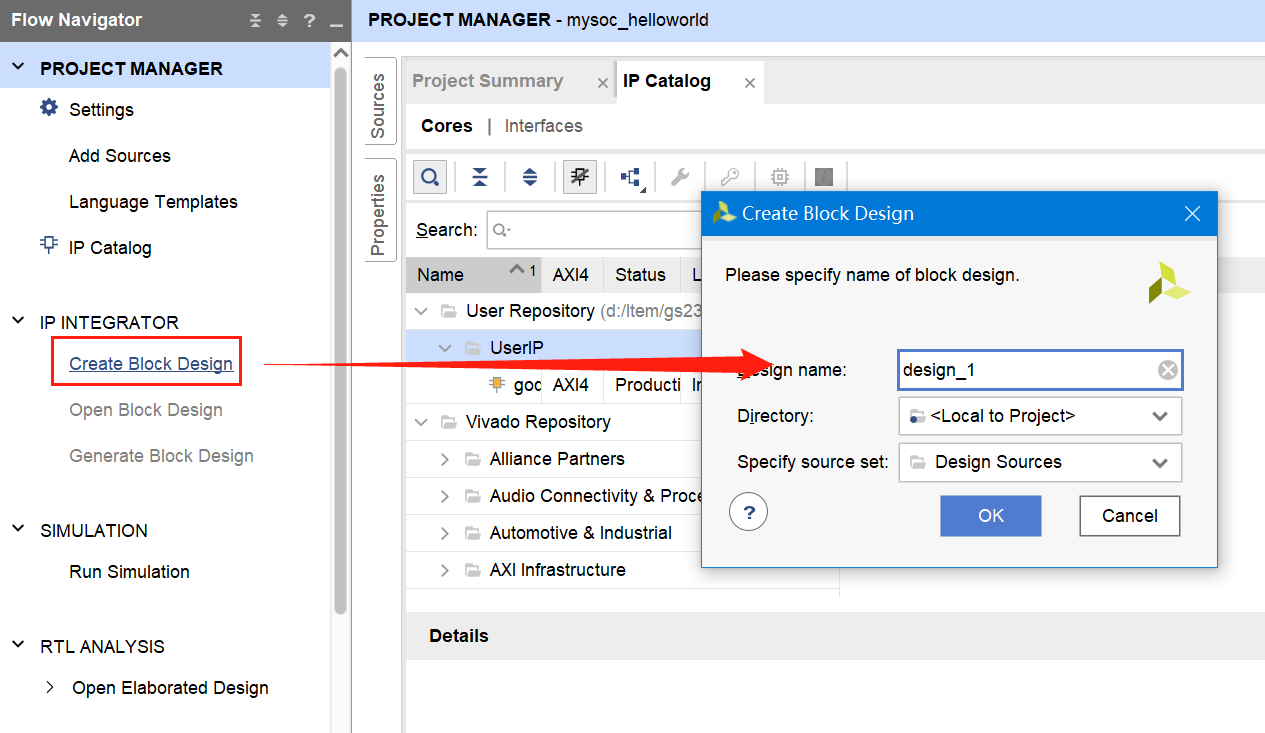 Flow Navigator
?
PROJECT MANAGER
Settings
Add Sources
Language Templates
IP Catalog
IP INTEGRATOR
Create Block Design
Open Block Design
Generate Block Design
SIMULATION
Run Simulation
RTL ANALYSIS
Open Elaborated Design
PROJECT MANAGER - mysoc_helloworld
Sources
Properties
Project Summary
IP Catalog
Cores | Interfaces
Search:
Name 1 AXI4 Status L
User Repository (d:/Item/gs23
UserIP
AXI4 Producti
Vivado Repository
Alliance Partners
Audio Connectivity & Proce
Automotive & Industrial
AXI Infrastructure
Details
Create Block Design
Please specify name of block design.
Design name: design_1
Directory: <Local to Project>
Specify source set: Design Sources
?
OK
Cancel